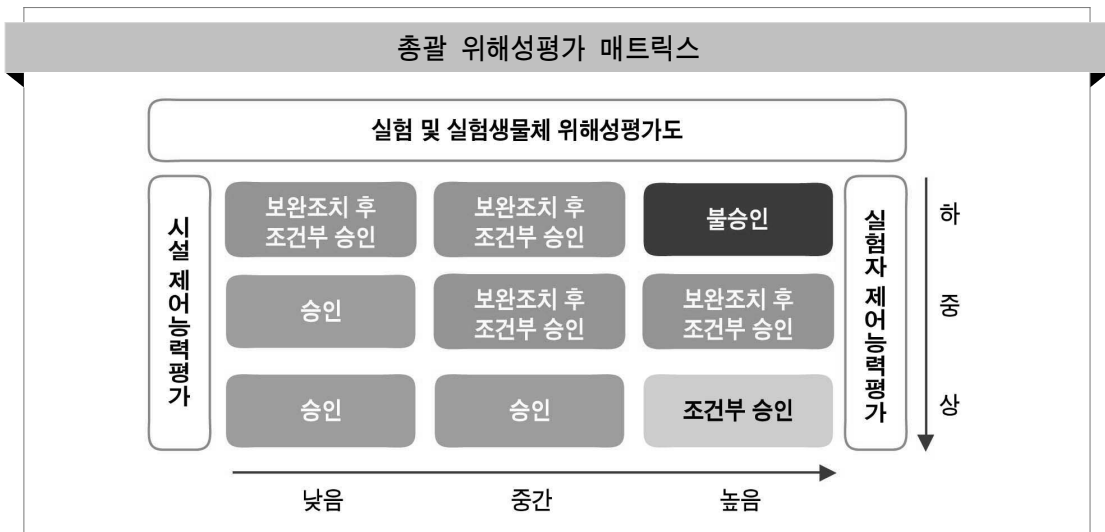 총괄 위해성평가 매트릭스
실험 및 실험생물체 위해성평가도
시설 제어능력평가
보완조치 후
조건부 승인
보완조치 후
조건부 승인
불승인
실험자 제어능력평가
하
승인
보완조치 후
조건부 승인
보완조치 후
조건부 승인
중
승인
승인
조건부 승인
상
낮음
중간
높음